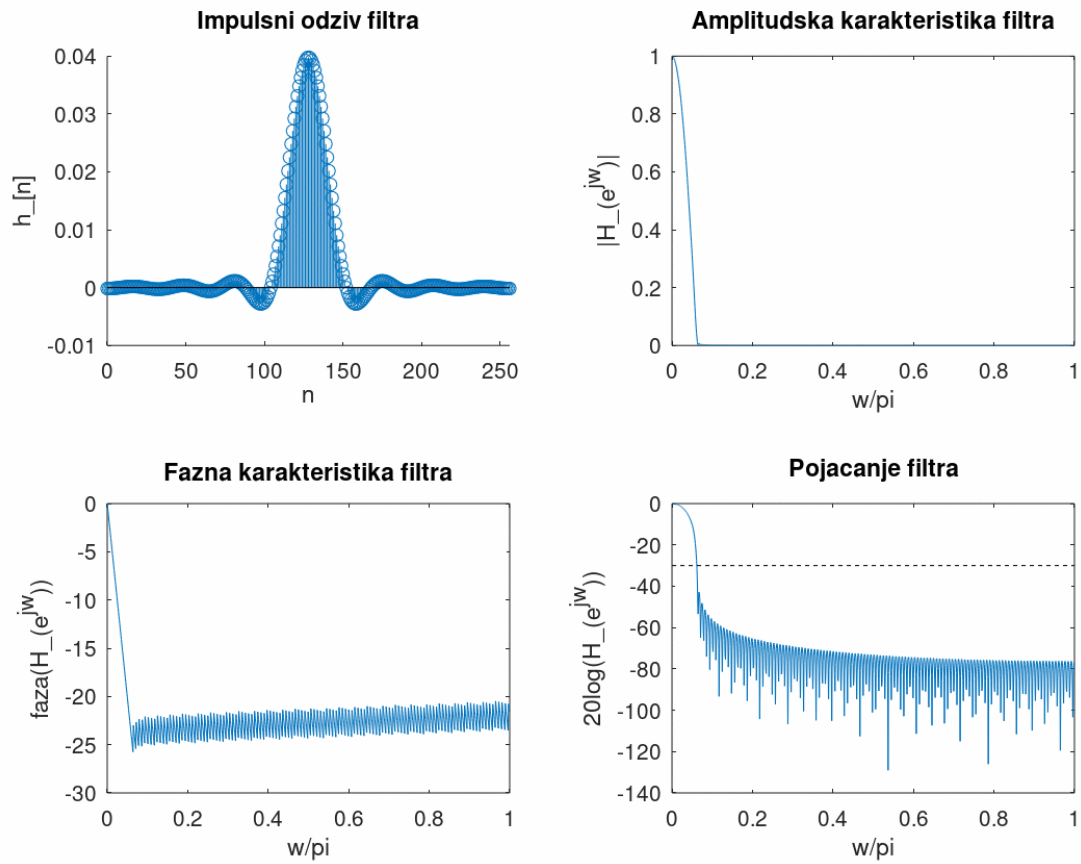 Impulsni odziv filtra
0.04
0.03
0.02
0.01
0
-0.01
h_[n]
0 50 100 150 200 250
n
Amplitudska karakteristika filtra
1
0.8
0.6
0.4
0.2
0
|H_(e^jw)|
0 0.2 0.4 0.6 0.8 1
w/pi
Fazna karakteristika filtra
0
-5
-10
-15
-20
-25
-30
faza(H_(e^jw))
0 0.2 0.4 0.6 0.8 1
w/pi
Pojacanje filtra
0
-20
-40
-60
-80
-100
-120
-140
20log(H_(e^jw))
0 0.2 0.4 0.6 0.8 1
w/pi